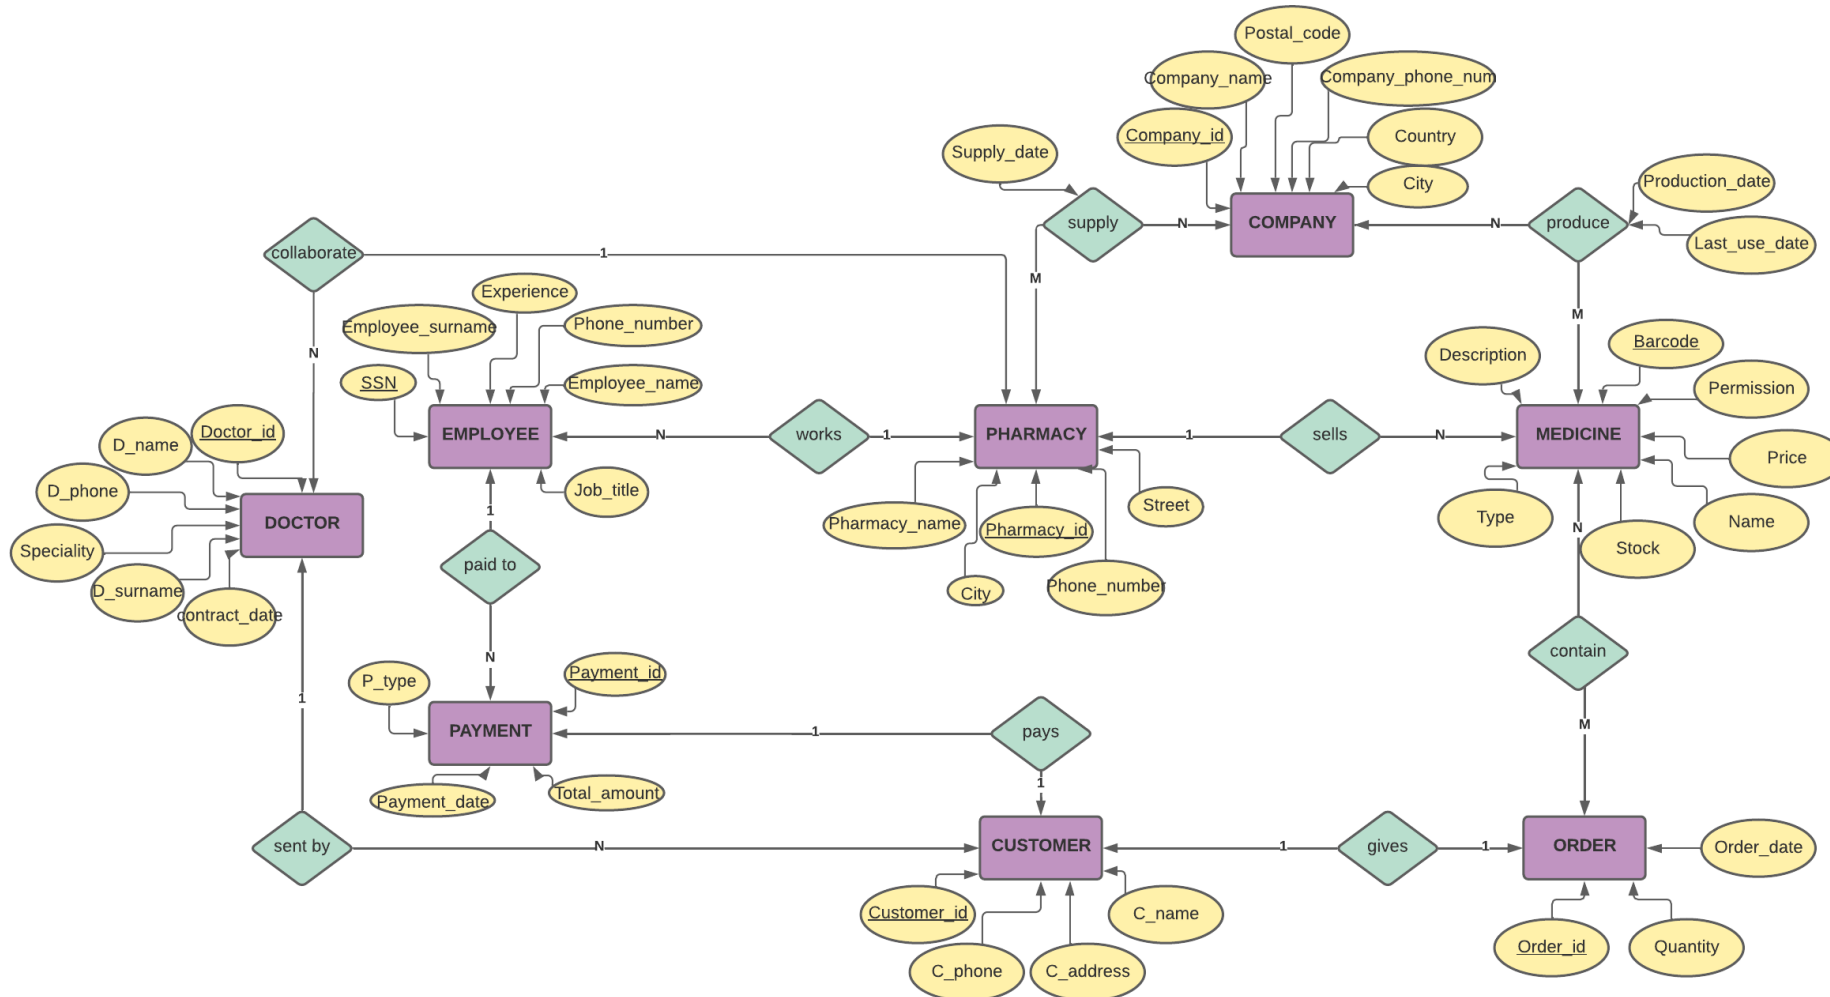 Postal_code
Company_name
Company_phone_num
Company_id
Country
Supply_date
City
Production_date
supply
N
COMPANY
N
produce
Last_use_date
collaborate
1
M
Experience
M
Employee_surname
Phone_number
N
Description
Barcode
SSN
Employee_name
Permission
D_name
Doctor_id
EMPLOYEE
N
works
1
PHARMACY
1
sells
N
MEDICINE
Price
D_phone
Job_title
Street
1
Pharmacy_name
Pharmacy_id
Type
Name
DOCTOR
N
Speciality
Stock
paid to
D_surname
City
Phone_number
contract_date
contain
N
Payment_id
P_type
1
M
PAYMENT
1
pays
Payment_date
Total_amount
1
sent by
N
CUSTOMER
1
gives
1
ORDER
Order_date
Customer_id
C_name
Order_id
Quantity
C_phone
C_address